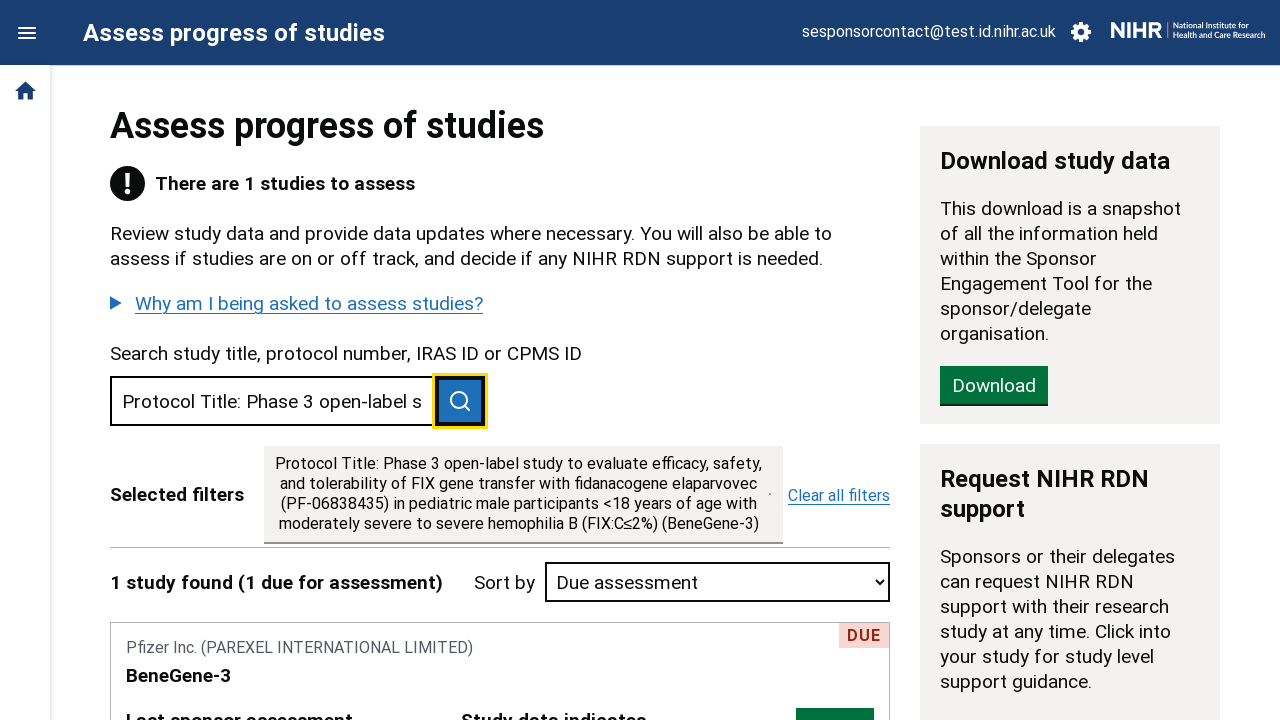 Assess progress of studies
sesponsorcontact@test.id.nihr.ac.uk
NIHR
National Institute for
Health and Care Research
Assess progress of studies
There are 1 studies to assess
Review study data and provide data updates where necessary. You will also be able to
assess if studies are on or off track, and decide if any NIHR RDN support is needed.
Why am I being asked to assess studies?
Search study title, protocol number, IRAS ID or CPMS ID
Protocol Title: Phase 3 open-label s
Selected filters
Protocol Title: Phase 3 open-label study to evaluate efficacy, safety,
and tolerability of FIX gene transfer with fidanacogene elaparvovec
(PF-06838435) in pediatric male participants <18 years of age with
moderately severe to severe hemophilia B (FIX:C≤2%) (BeneGene-3)
Clear all filters
1 study found (1 due for assessment)
Sort by
Due assessment
DUE
Pfizer Inc. (PAREXEL INTERNATIONAL LIMITED)
BeneGene-3
Last sponsor assessment
Study data indicates
Download study data
This download is a snapshot
of all the information held
within the Sponsor
Engagement Tool for the
sponsor/delegate
organisation.
Download
Request NIHR RDN
support
Sponsors or their delegates
can request NIHR RDN
support with their research
study at any time. Click into
your study for study level
support guidance.